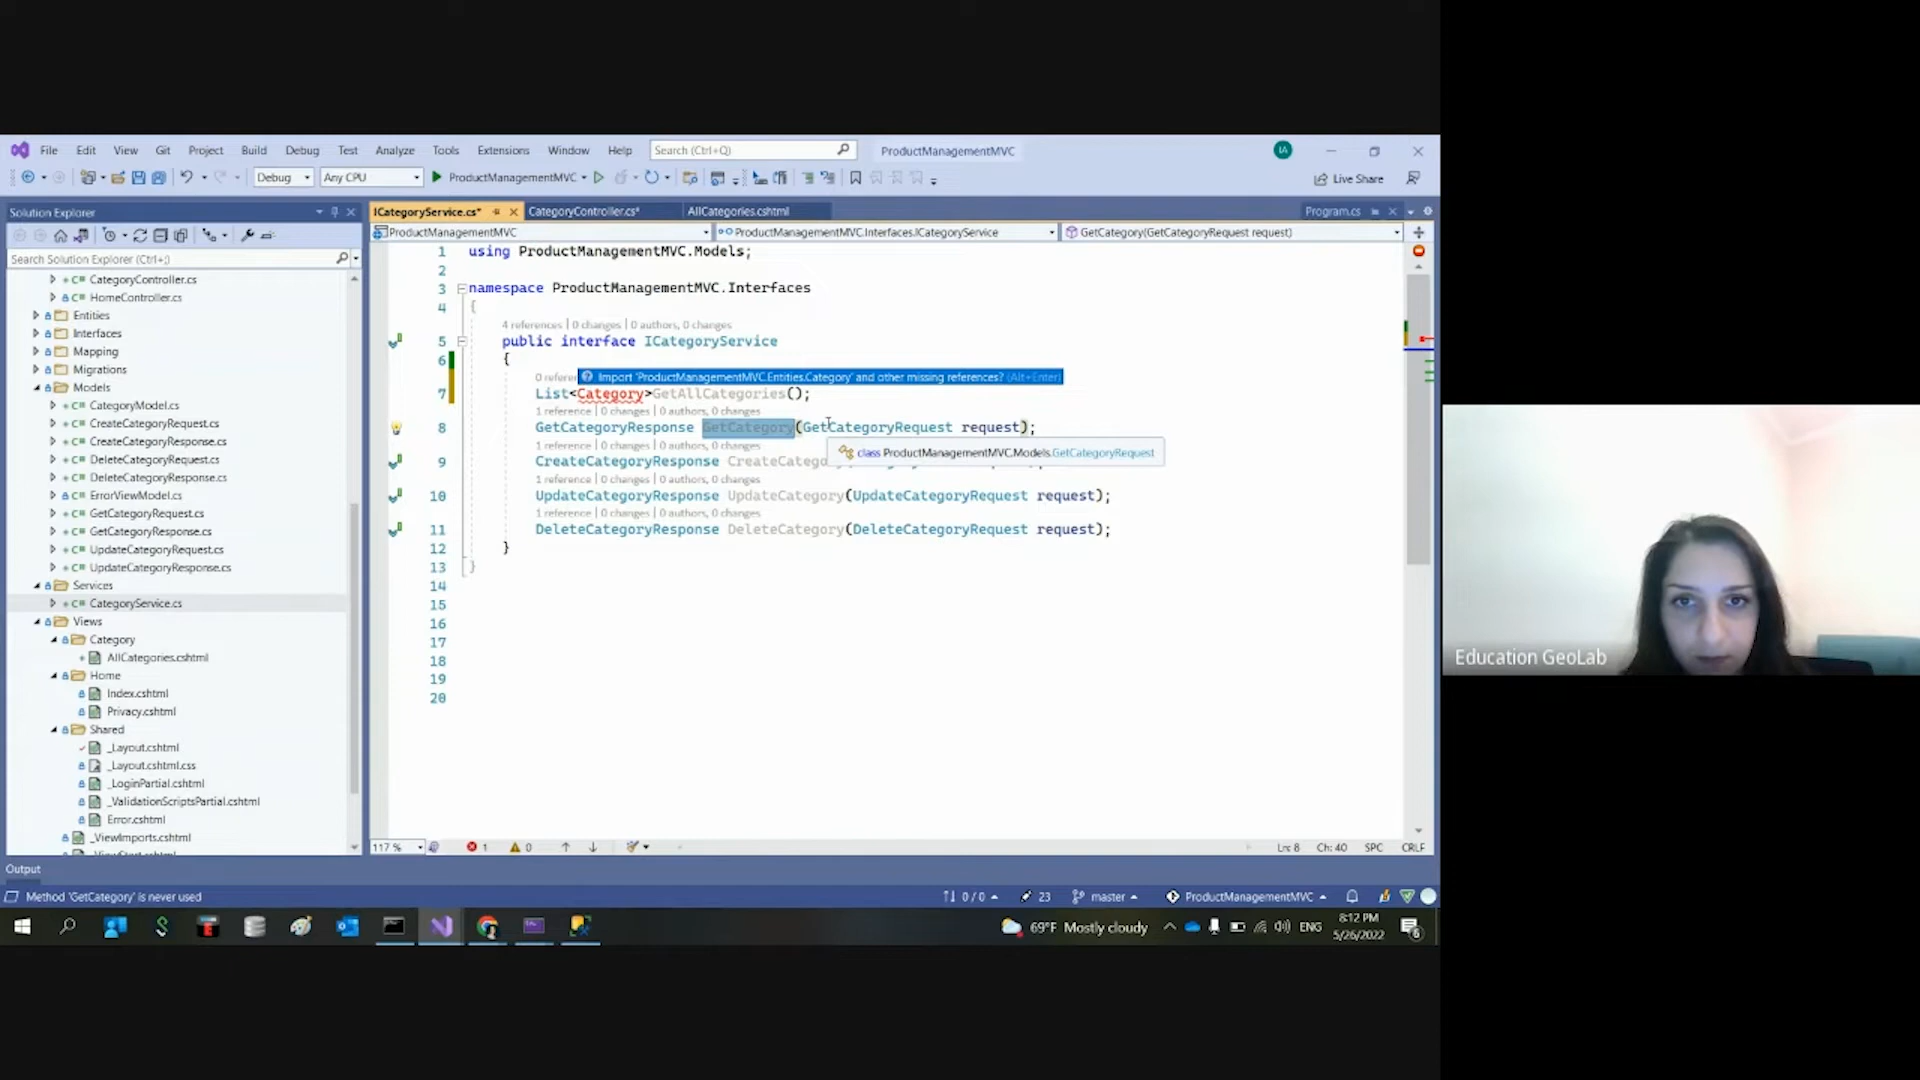 File Edit View Git Project Build Debug Test Analyze Tools Extensions Window Help Search (Ctrl+Q) ProductManagementMVC IA
Debug Any CPU ProductManagementMVC Live Share
Solution Explorer
ICategoryService.cs* CategoryController.cs* AllCategories.cshtml Program.cs
ProductManagementMVC ProductManagementMVC.Interfaces.ICategoryService GetCategory(GetCategoryRequest request)
Search Solution Explorer (Ctrl+;)
C# CategoryController.cs
C# HomeController.cs
Entities
Interfaces
Mapping
Migrations
Models
C# CategoryModel.cs
C# CreateCategoryRequest.cs
C# CreateCategoryResponse.cs
C# DeleteCategoryRequest.cs
C# DeleteCategoryResponse.cs
C# ErrorViewModel.cs
C# GetCategoryRequest.cs
C# GetCategoryResponse.cs
C# UpdateCategoryRequest.cs
C# UpdateCategoryResponse.cs
Services
C# CategoryService.cs
Views
Category
AllCategories.cshtml
Home
Index.cshtml
Privacy.cshtml
Shared
_Layout.cshtml
_Layout.cshtml.css
_LoginPartial.cshtml
_ValidationScriptsPartial.cshtml
Error.cshtml
_ViewImports.cshtml
1 using ProductManagementMVC.Models;
2
3 namespace ProductManagementMVC.Interfaces
4 {
4 references | 0 changes | 0 authors, 0 changes
5 public interface ICategoryService
6 {
0 refere Import 'ProductManagementMVC.Entities.Category' and other missing references? (Alt+Enter)
7 List<Category>GetAllCategories();
1 reference | 0 changes | 0 authors, 0 changes
8 GetCategoryResponse GetCategory(GetCategoryRequest request);
1 reference | 0 changes | 0 authors, 0 changes
class ProductManagementMVC.Models.GetCategoryRequest
9 CreateCategoryResponse CreateCatego
1 reference | 0 changes | 0 authors, 0 changes
10 UpdateCategoryResponse UpdateCategory(UpdateCategoryRequest request);
1 reference | 0 changes | 0 authors, 0 changes
11 DeleteCategoryResponse DeleteCategory(DeleteCategoryRequest request);
12 }
13 }
14
15
16
17
18
19
20
117 % 1 0 Ln: 8 Ch: 40 SPC CRLF
Output
Method 'GetCategory' is never used 0 / 0 23 master ProductManagementMVC
69°F Mostly cloudy ENG 8:12 PM
5/26/2022 6
Education GeoLab